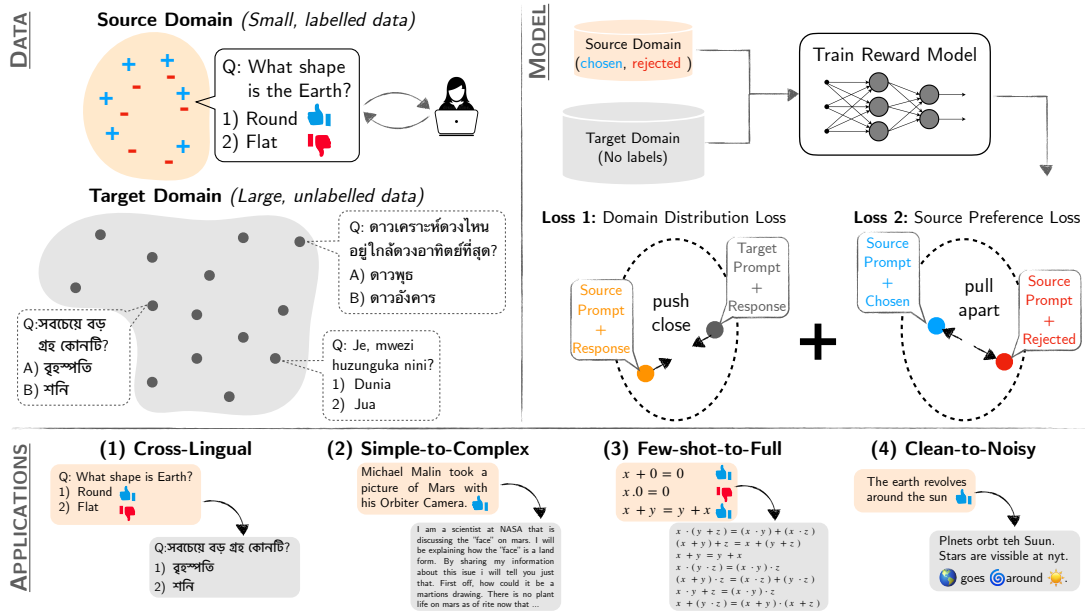 DATA
Source Domain (Small, labelled data)
Q: What shape
is the Earth?
1) Round
2) Flat
Target Domain (Large, unlabelled data)
Q: ดาวเคราะห์ดวงไหน
อยู่ใกล้ดวงอาทิตย์ที่สุด?
A) ดาวพุธ
B) ดาวอังคาร
Q:সবচেয়ে বড়
গ্রহ কোনটি?
A) বৃহস্পতি
B) শনি
Q: Je, mwezi
huzunguka nini?
1) Dunia
2) Jua
MODEL
Source Domain
(chosen, rejected )
Target Domain
(No labels)
Train Reward Model
Loss 1: Domain Distribution Loss
Source
Prompt
+
Response
push
close
Target
Prompt
+
Response
+
Loss 2: Source Preference Loss
Source
Prompt
+
Chosen
pull
apart
Source
Prompt
+
Rejected
APPLICATIONS
(1) Cross-Lingual
Q: What shape is Earth?
1) Round
2) Flat
Q:সবচেয়ে বড় গ্রহ কোনটি?
1) বৃহস্পতি
2) শনি
(2) Simple-to-Complex
Michael Malin took a
picture of Mars with
his Orbiter Camera.
I am a scientist at NASA that is
discussing the "face" on mars. I will
be explaining how the "face" is a land
form. By sharing my information
about this isue i will tell you just
that. First off, how could it be a
martions drawing. There is no plant
life on mars as of rite now that ...
(3) Few-shot-to-Full
x + 0 = 0
x.0 = 0
x + y = y + x
x · (y + z) = (x · y) + (x · z)
(x + y) + z = x + (y + z)
x + y = y + x
x · (y · z) = (x · y) · z
(x + y) · z = (x · z) + (y · z)
x · y + z = (x · y) · z
x + (y · z) = (x + y) · (x + z)
(4) Clean-to-Noisy
The earth revolves
around the sun
Plnets orbt teh Suun.
Stars are vissible at nyt.
goes around .